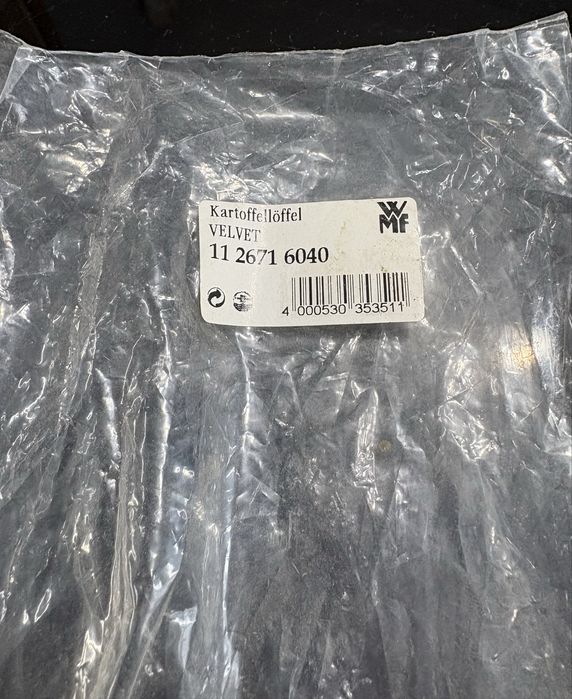 Kartoffellöffel
VELVET
11 2671 6040
WMF
4 000530 353511